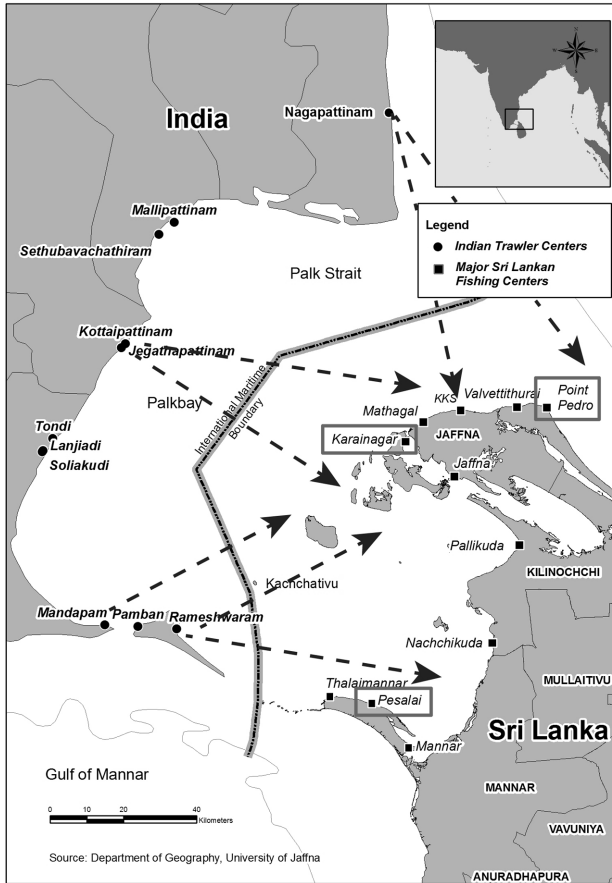 N
W
E
S
India
Nagapattinam
Legend
Indian Trawler Centers
Major Sri Lankan
Fishing Centers
Mallipattinam
Sethubavachathiram
Palk Strait
Kottaipattinam
Jegathapattinam
International Maritime
Boundary
Palkbay
KKS
Valvettithurai
Point
Pedro
Mathagal
JAFFNA
Karainagar
Tondi
Lanjiadi
Soliakudi
Jaffna
Pallikuda
KILINOCHCHI
Kachchativu
Mandapam
Pamban
Rameshwaram
Nachchikuda
MULLAITIVU
Thalaimannar
Pesalai
Sri Lanka
Mannar
Gulf of Mannar
MANNAR
0 10 20 40
Kilometers
VAVUNIYA
Source: Department of Geography, University of Jaffna
ANURADHAPURA